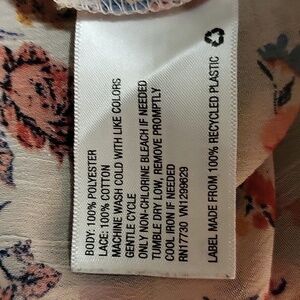 BODY: 100% POLYESTER
LACE: 100% COTTON
MACHINE WASH COLD WITH LIKE COLORS
GENTLE CYCLE
ONLY NON-CHLORINE BLEACH IF NEEDED
TUMBLE DRY LOW, REMOVE PROMPTLY
COOL IRON IF NEEDED
RN17730 VN1299629
LABEL MADE FROM 100% RECYCLED PLASTIC